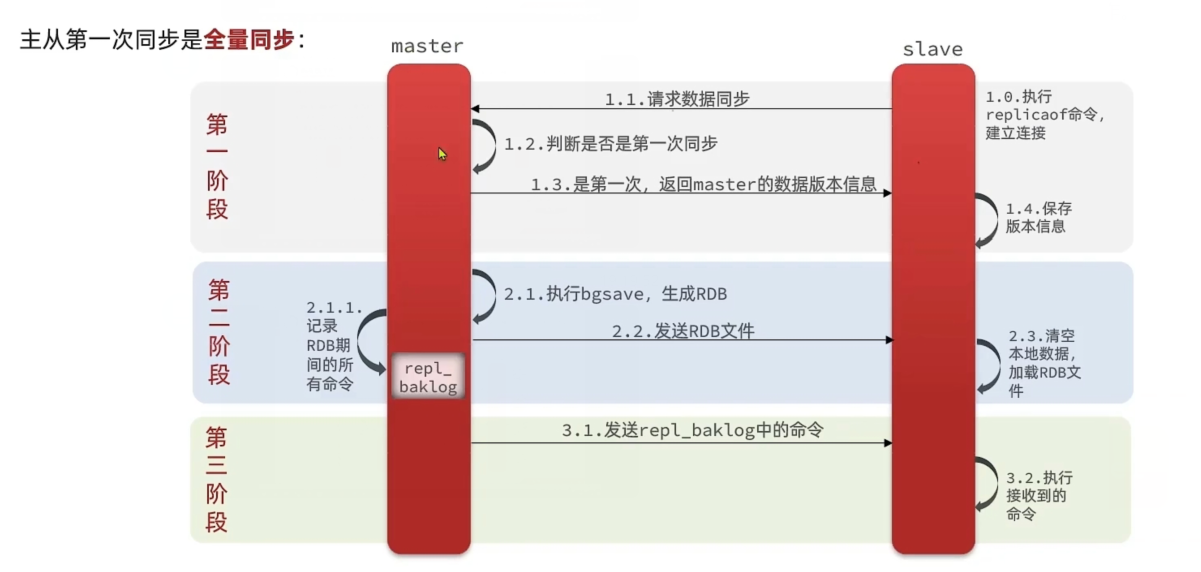 主从第一次同步是全量同步：
master
slave
第
一
阶
段
1.0.执行
replicaof命令，
建立连接
1.1.请求数据同步
1.2.判断是否是第一次同步
1.3.是第一次，返回master的数据版本信息
1.4.保存
版本信息
第
二
阶
段
2.1.执行bgsave，生成RDB
2.1.1.
记录
RDB期
间的所
有命令
repl_
baklog
2.2.发送RDB文件
2.3.清空
本地数据，
加载RDB文
件
第
三
阶
段
3.1.发送repl_baklog中的命令
3.2.执行
接收到的
命令